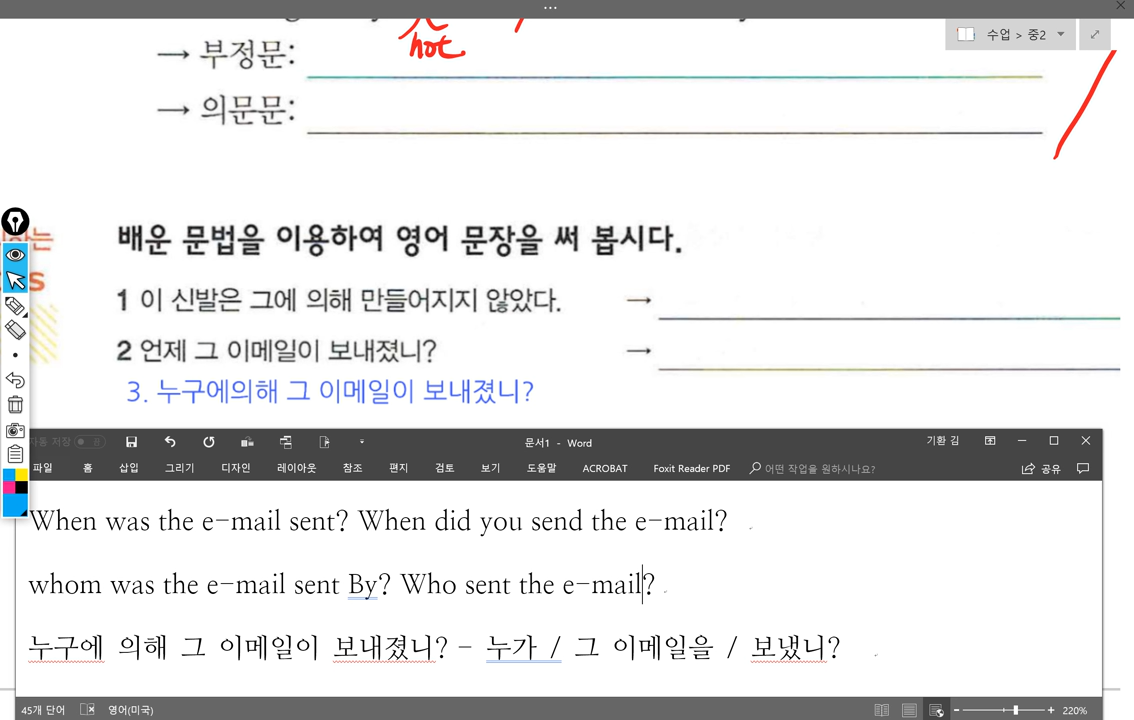 not
→ 부정문:
수업 > 중2
→ 의문문:
하는
S
배운 문법을 이용하여 영어 문장을 써 봅시다.
1 이 신발은 그에 의해 만들어지지 않았다. →
2 언제 그 이메일이 보내졌니? →
3. 누구에의해 그 이메일이 보내졌니?
자동 저장
문서1 - Word
기환 김
파일 홈 삽입 그리기 디자인 레이아웃 참조 편지 검토 보기 도움말 ACROBAT Foxit Reader PDF 어떤 작업을 원하시나요? 공유
When was the e-mail sent? When did you send the e-mail?
whom was the e-mail sent By? Who sent the e-mail?
누구에 의해 그 이메일이 보내졌니? - 누가 / 그 이메일을 / 보냈니?
45개 단어 영어(미국) 220%